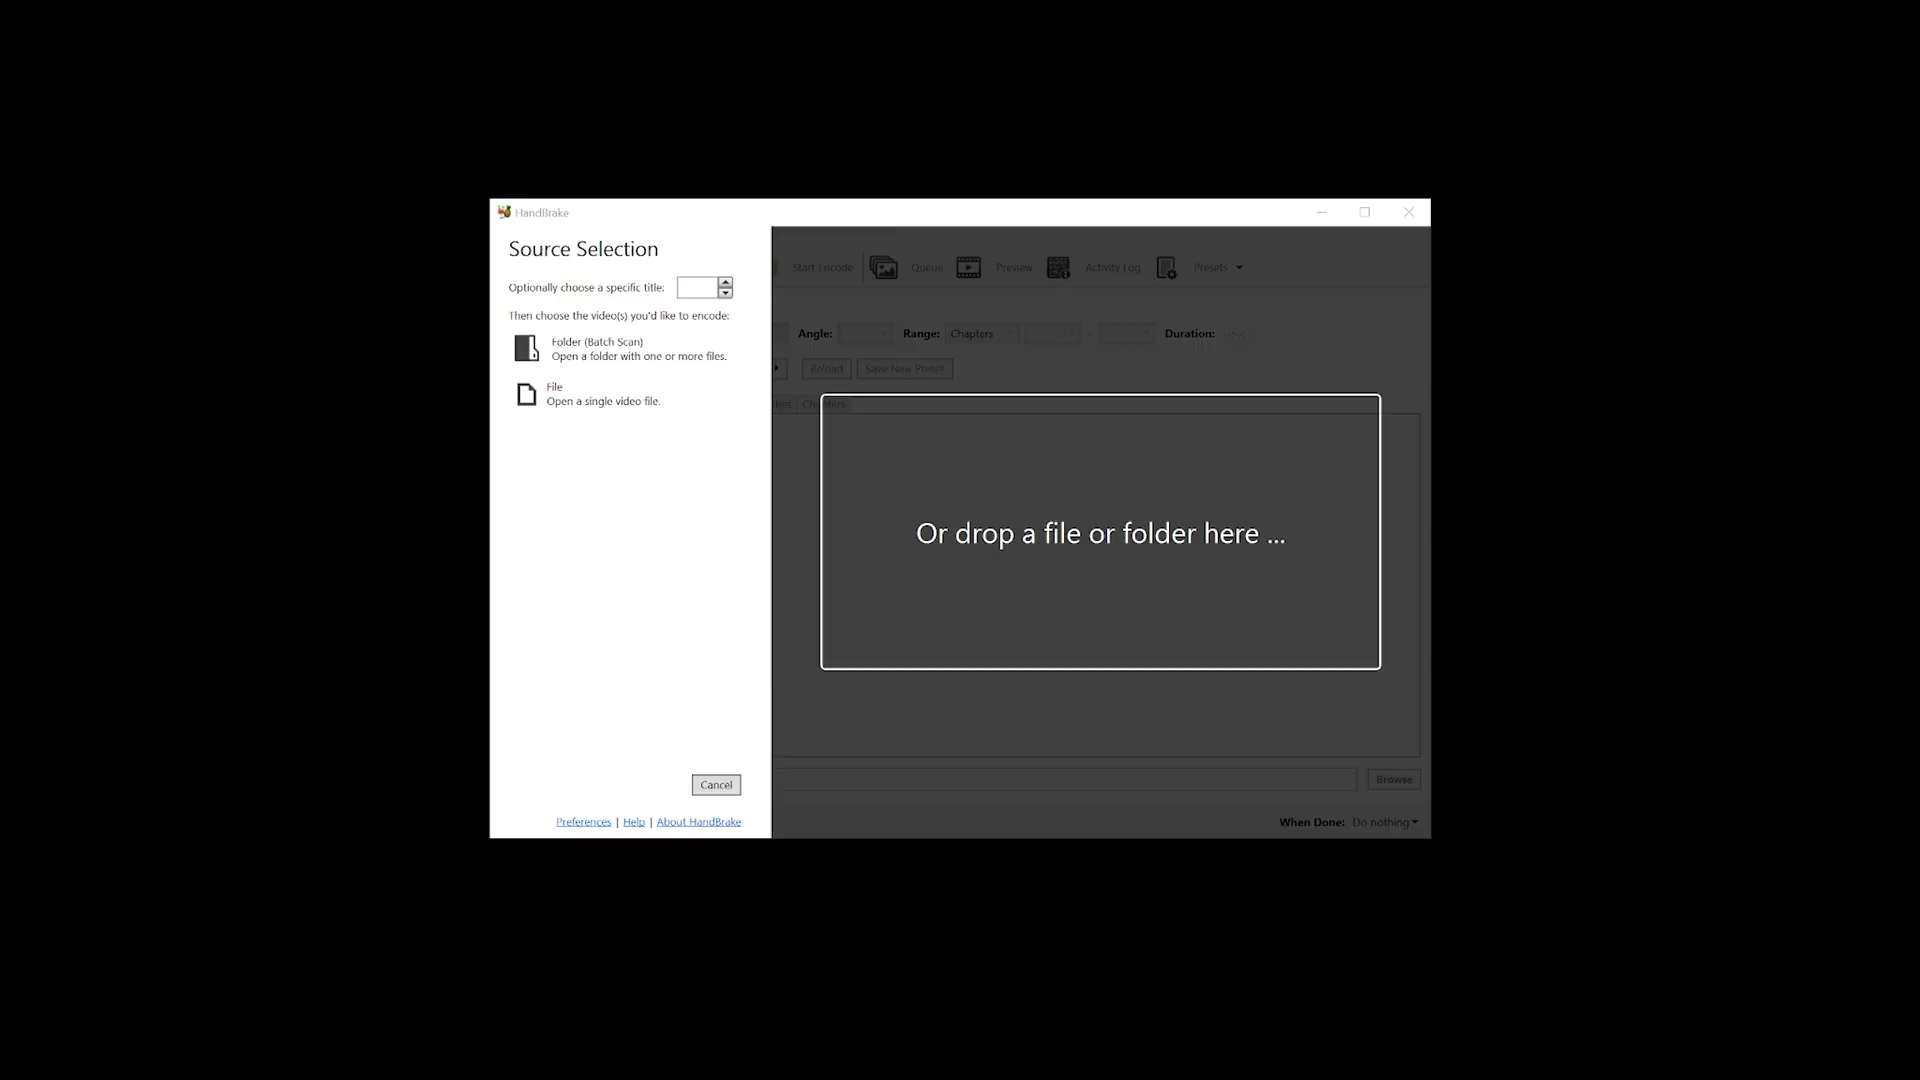 HandBrake
Source Selection
Optionally choose a specific title:
Then choose the video(s) you'd like to encode:
Folder (Batch Scan)
Open a folder with one or more files.
File
Open a single video file.
Cancel
Preferences | Help | About HandBrake
Start Encode
Queue
Preview
Activity Log
Presets
Angle:
Range:
Chapters
Duration:
Reload
Save New Preset
Chapters
Or drop a file or folder here ...
Browse
When Done: Do nothing